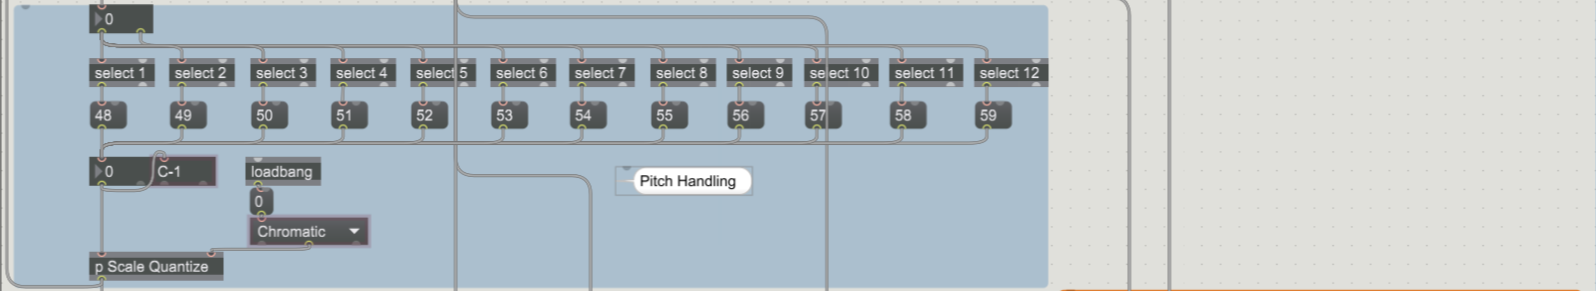 0
select 1 select 2 select 3 select 4 select 5 select 6 select 7 select 8 select 9 select 10 select 11 select 12
48 49 50 51 52 53 54 55 56 57 58 59
0 C-1 loadbang
Pitch Handling
0
Chromatic
p Scale Quantize